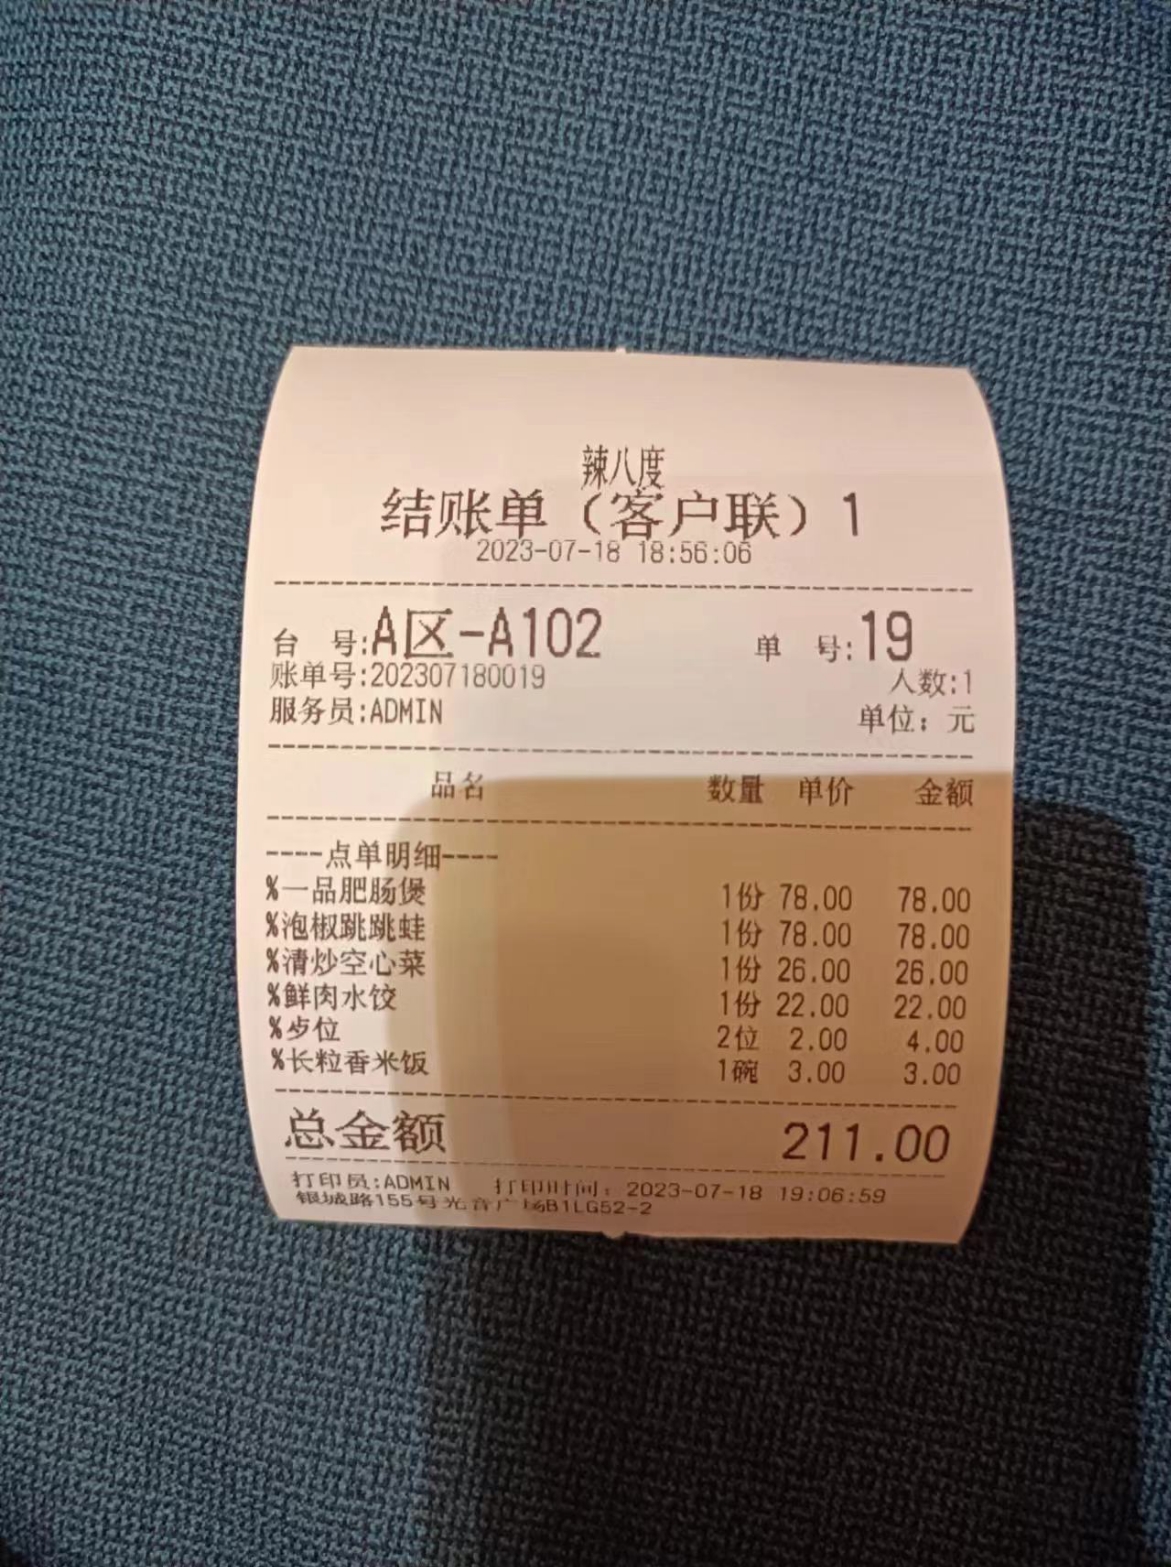 辣八度
结账单（客户联）1
2023-07-18 18:56:06
台 号:A区-A102 单 号:19
账单号:202307180019 人数:1
服务员:ADMIN 单位：元
品名 数量 单价 金额
----点单明细----
%一品肥肠煲 1份 78.00 78.00
%泡椒跳跳蛙 1份 78.00 78.00
%清炒空心菜 1份 26.00 26.00
%鲜肉水饺 1份 22.00 22.00
%歺位 2位 2.00 4.00
%长粒香米饭 1碗 3.00 3.00
总金额 211.00
打印员:ADMIN 打印时间：2023-07-18 19:06:59
银城路155号光音广场B1LG52-2